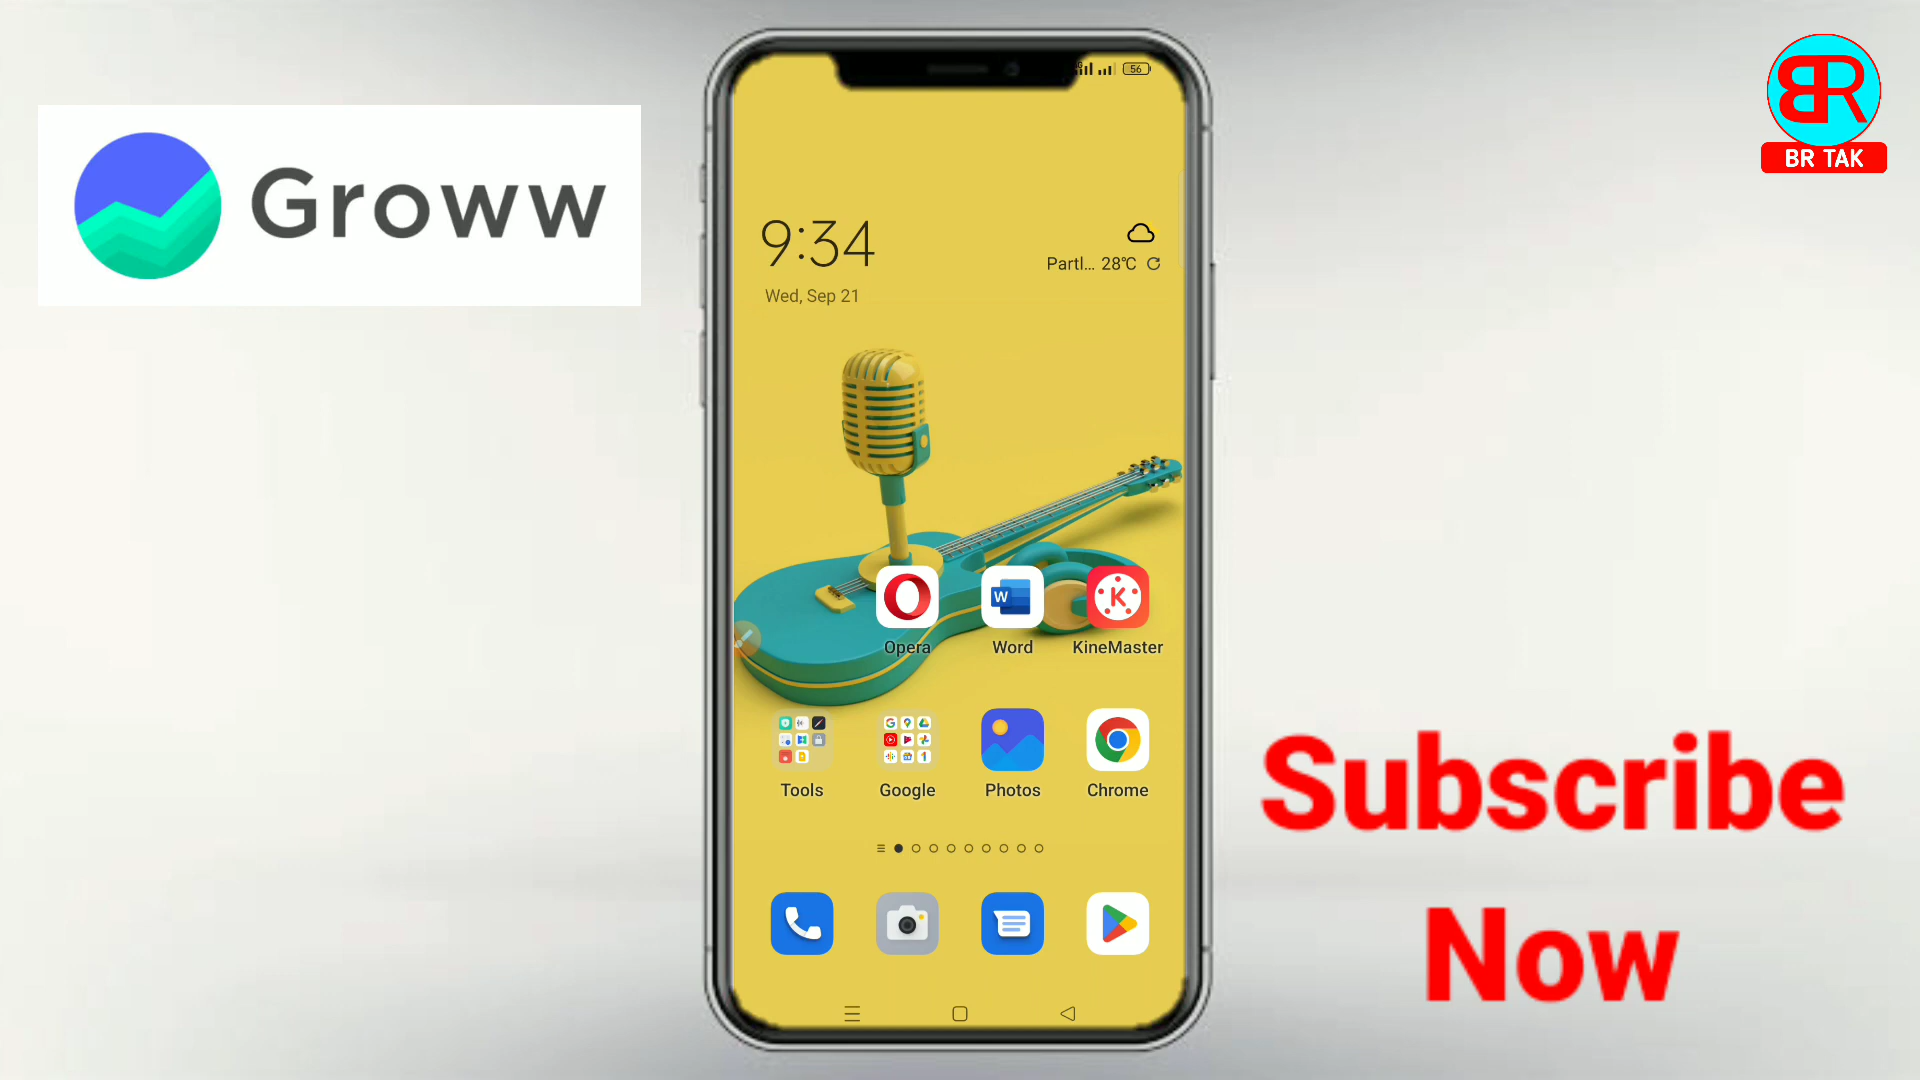 Groww
56
BR
BR TAK
9:34
Partl... 28°C
Wed, Sep 21
Opera
Word
KineMaster
Tools
Google
Photos
Chrome
Subscribe
Now